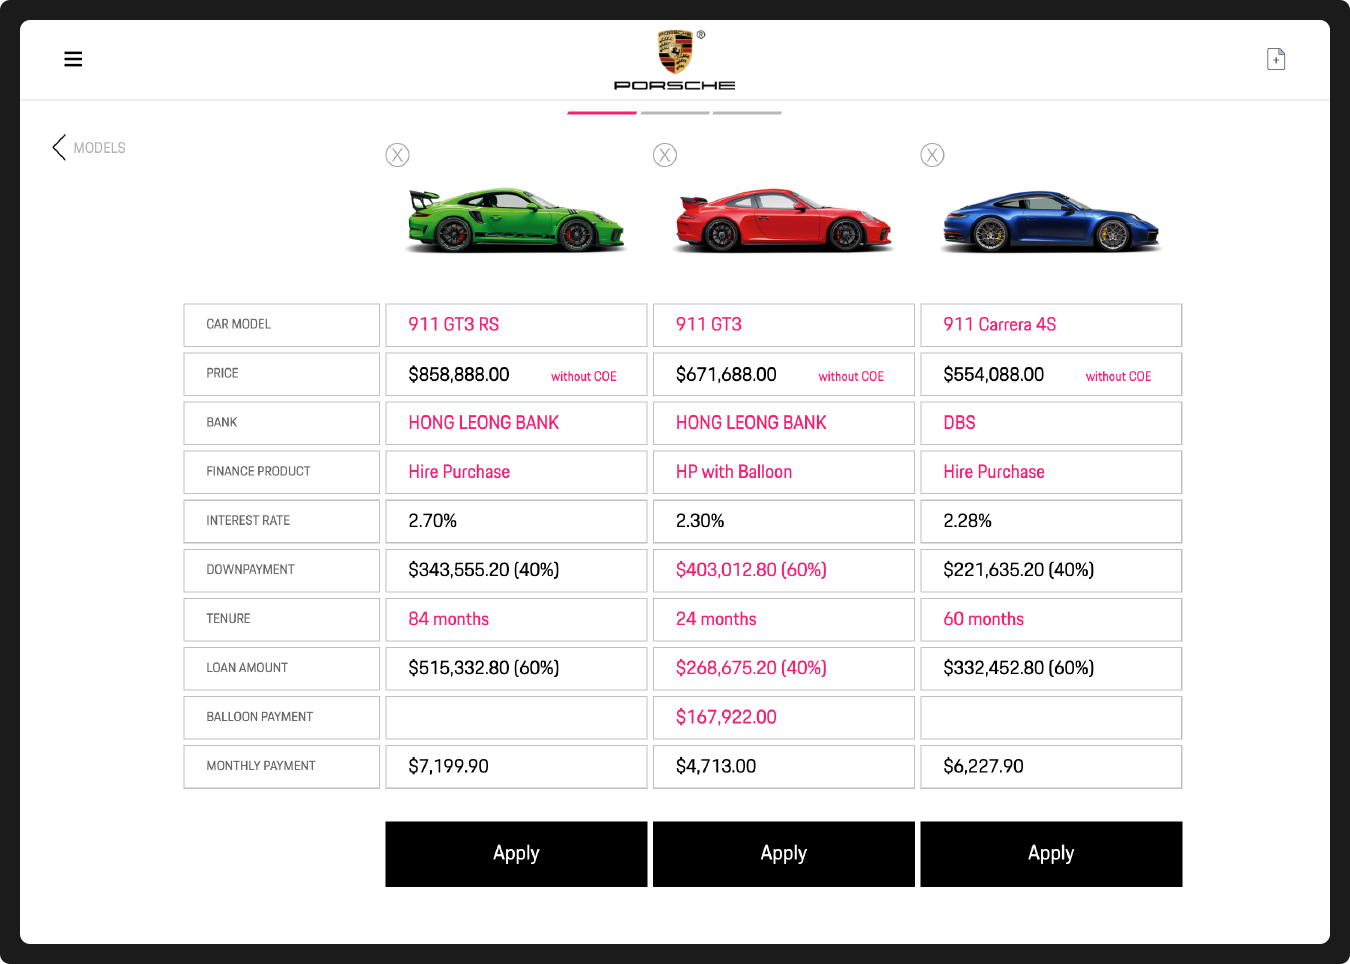 PORSCHE
®
PORSCHE
MODELS
X X X
CAR MODEL 911 GT3 RS 911 GT3 911 Carrera 4S
PRICE $858,888.00 without COE $671,688.00 without COE $554,088.00 without COE
BANK HONG LEONG BANK HONG LEONG BANK DBS
FINANCE PRODUCT Hire Purchase HP with Balloon Hire Purchase
INTEREST RATE 2.70% 2.30% 2.28%
DOWNPAYMENT $343,555.20 (40%) $403,012.80 (60%) $221,635.20 (40%)
TENURE 84 months 24 months 60 months
LOAN AMOUNT $515,332.80 (60%) $268,675.20 (40%) $332,452.80 (60%)
BALLOON PAYMENT $167,922.00
MONTHLY PAYMENT $7,199.90 $4,713.00 $6,227.90
Apply Apply Apply